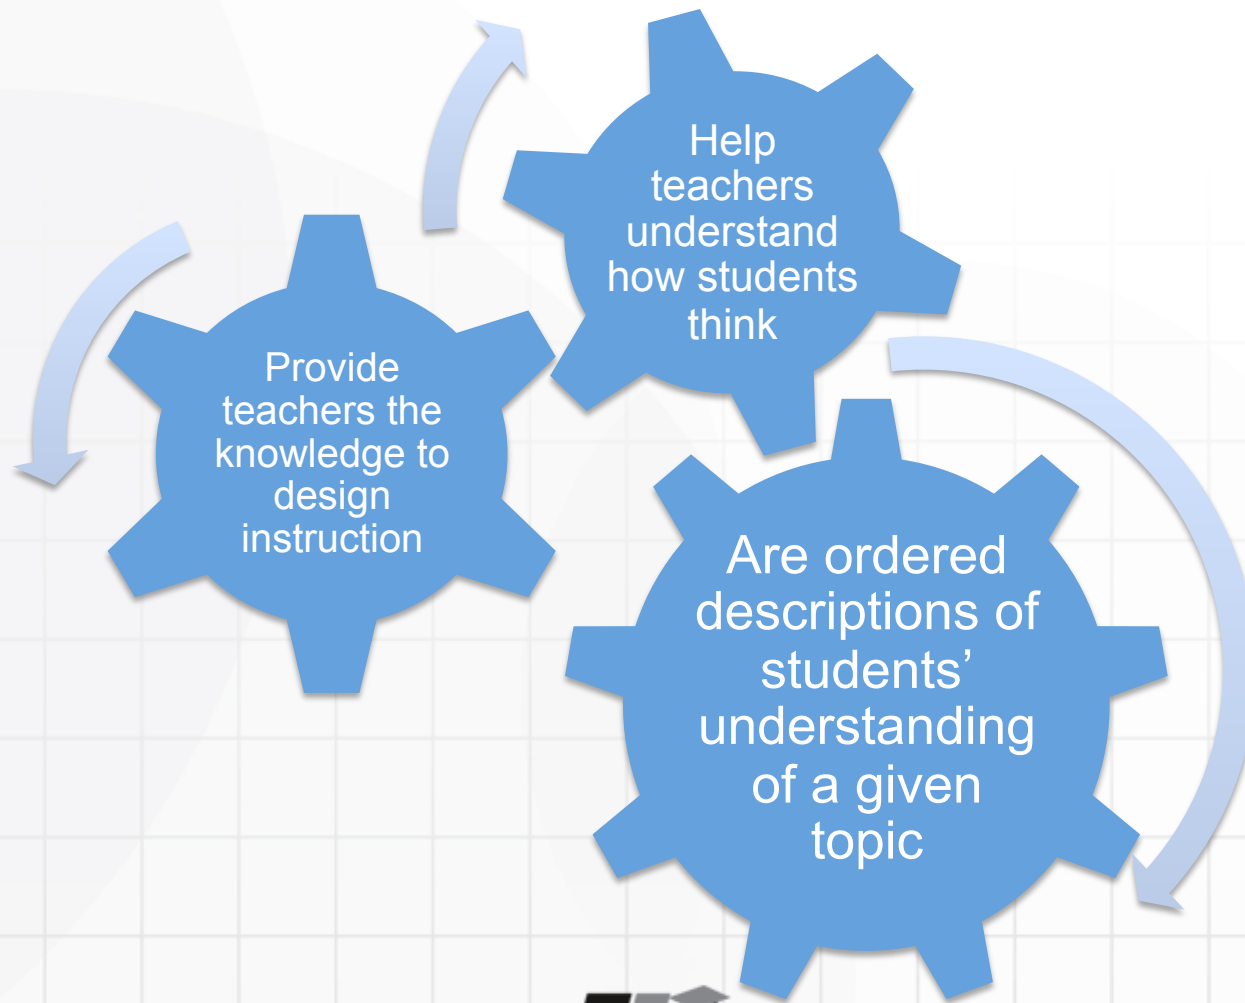 Help
teachers
understand
how students
think
Provide
teachers the
knowledge to
design
instruction
Are ordered
descriptions of
students’
understanding
of a given
topic